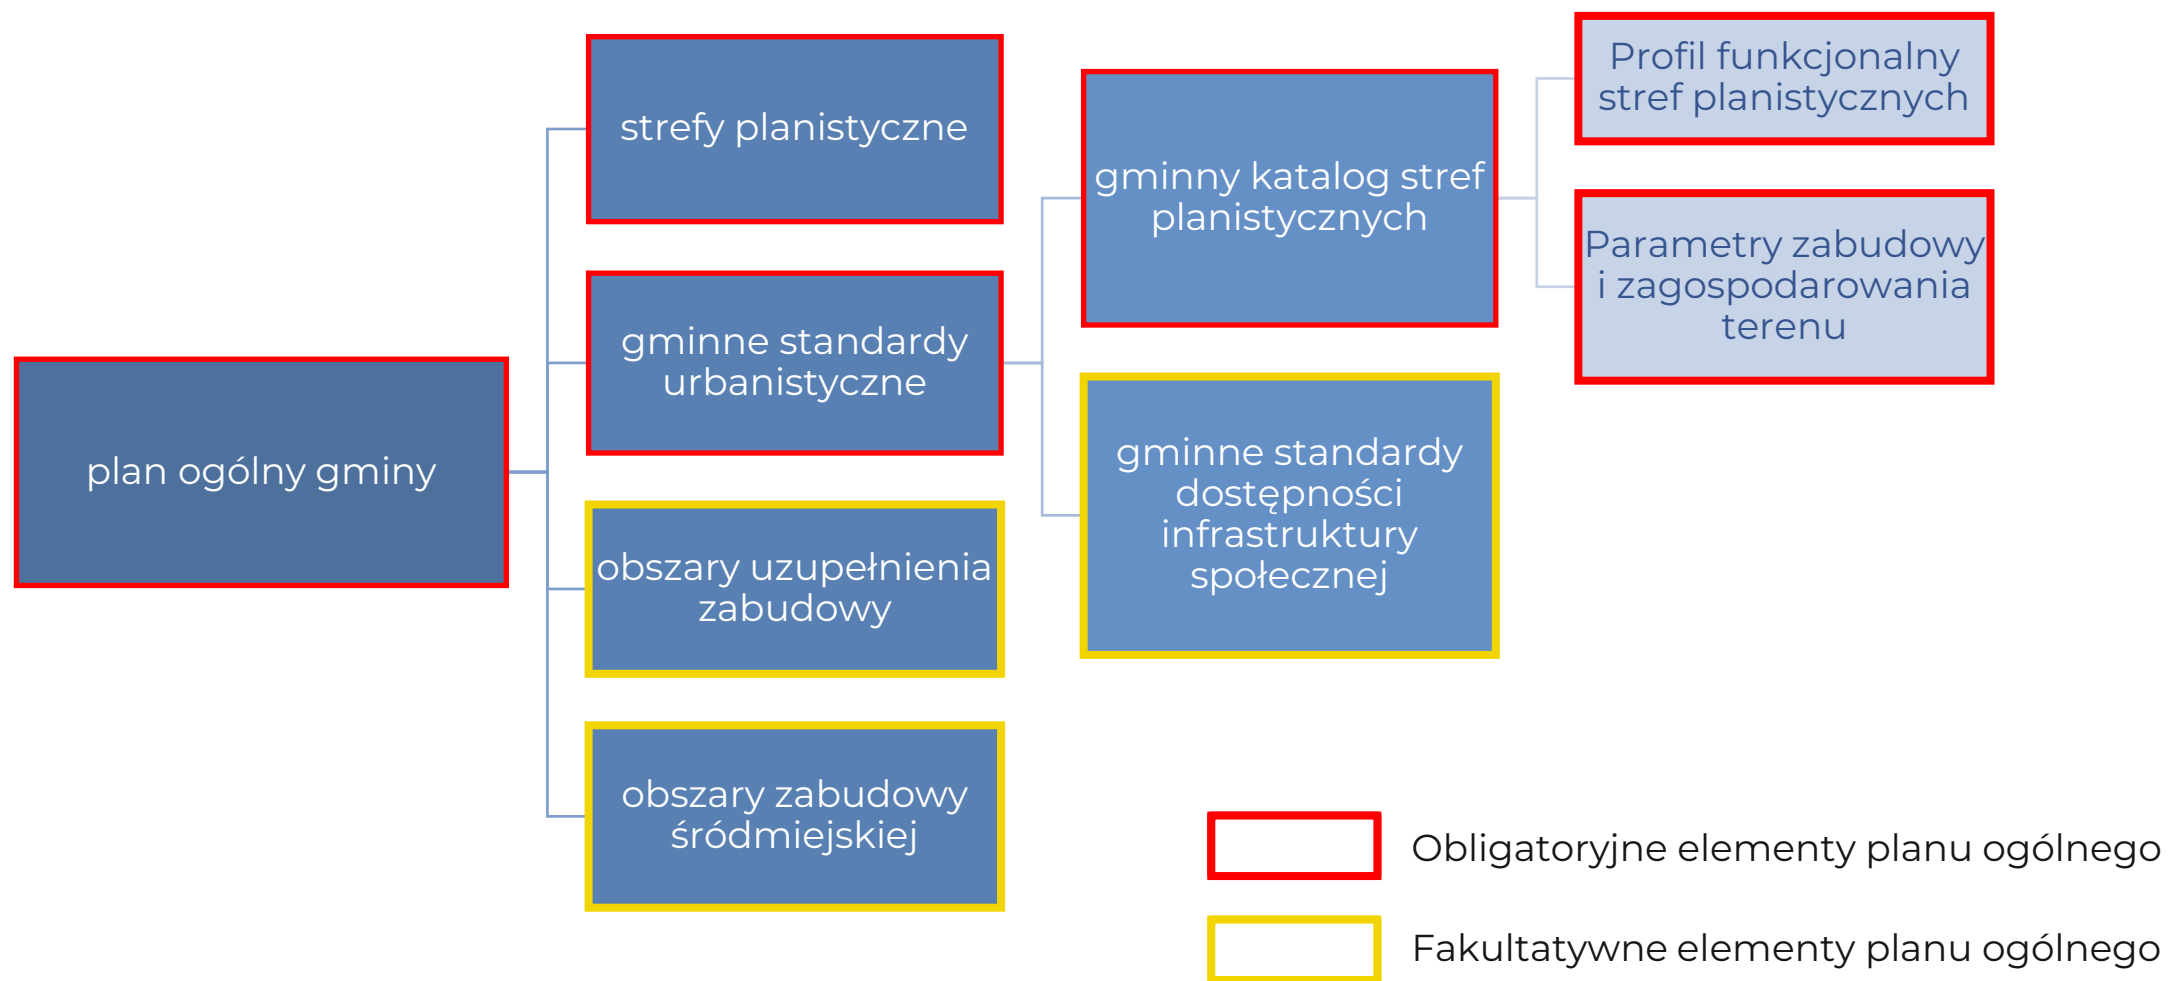 plan ogólny gminy
strefy planistyczne
gminne standardy
urbanistyczne
obszary uzupełnienia
zabudowy
obszary zabudowy
śródmiejskiej
gminny katalog stref
planistycznych
gminne standardy
dostępności
infrastruktury
społecznej
Profil funkcjonalny
stref planistycznych
Parametry zabudowy
i zagospodarowania
terenu
Obligatoryjne elementy planu ogólnego
Fakultatywne elementy planu ogólnego